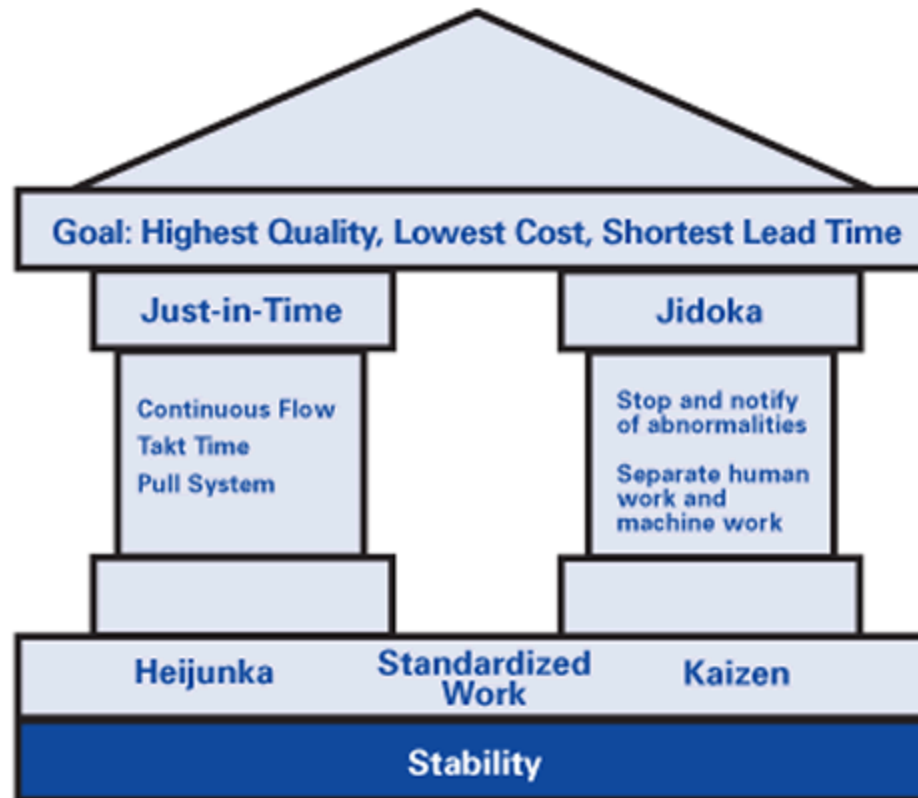 Goal: Highest Quality, Lowest Cost, Shortest Lead Time
Just-in-Time
Continuous Flow
Takt Time
Pull System
Jidoka
Stop and notify
of abnormalities
Separate human
work and
machine work
Heijunka
Standardized
Work
Kaizen
Stability